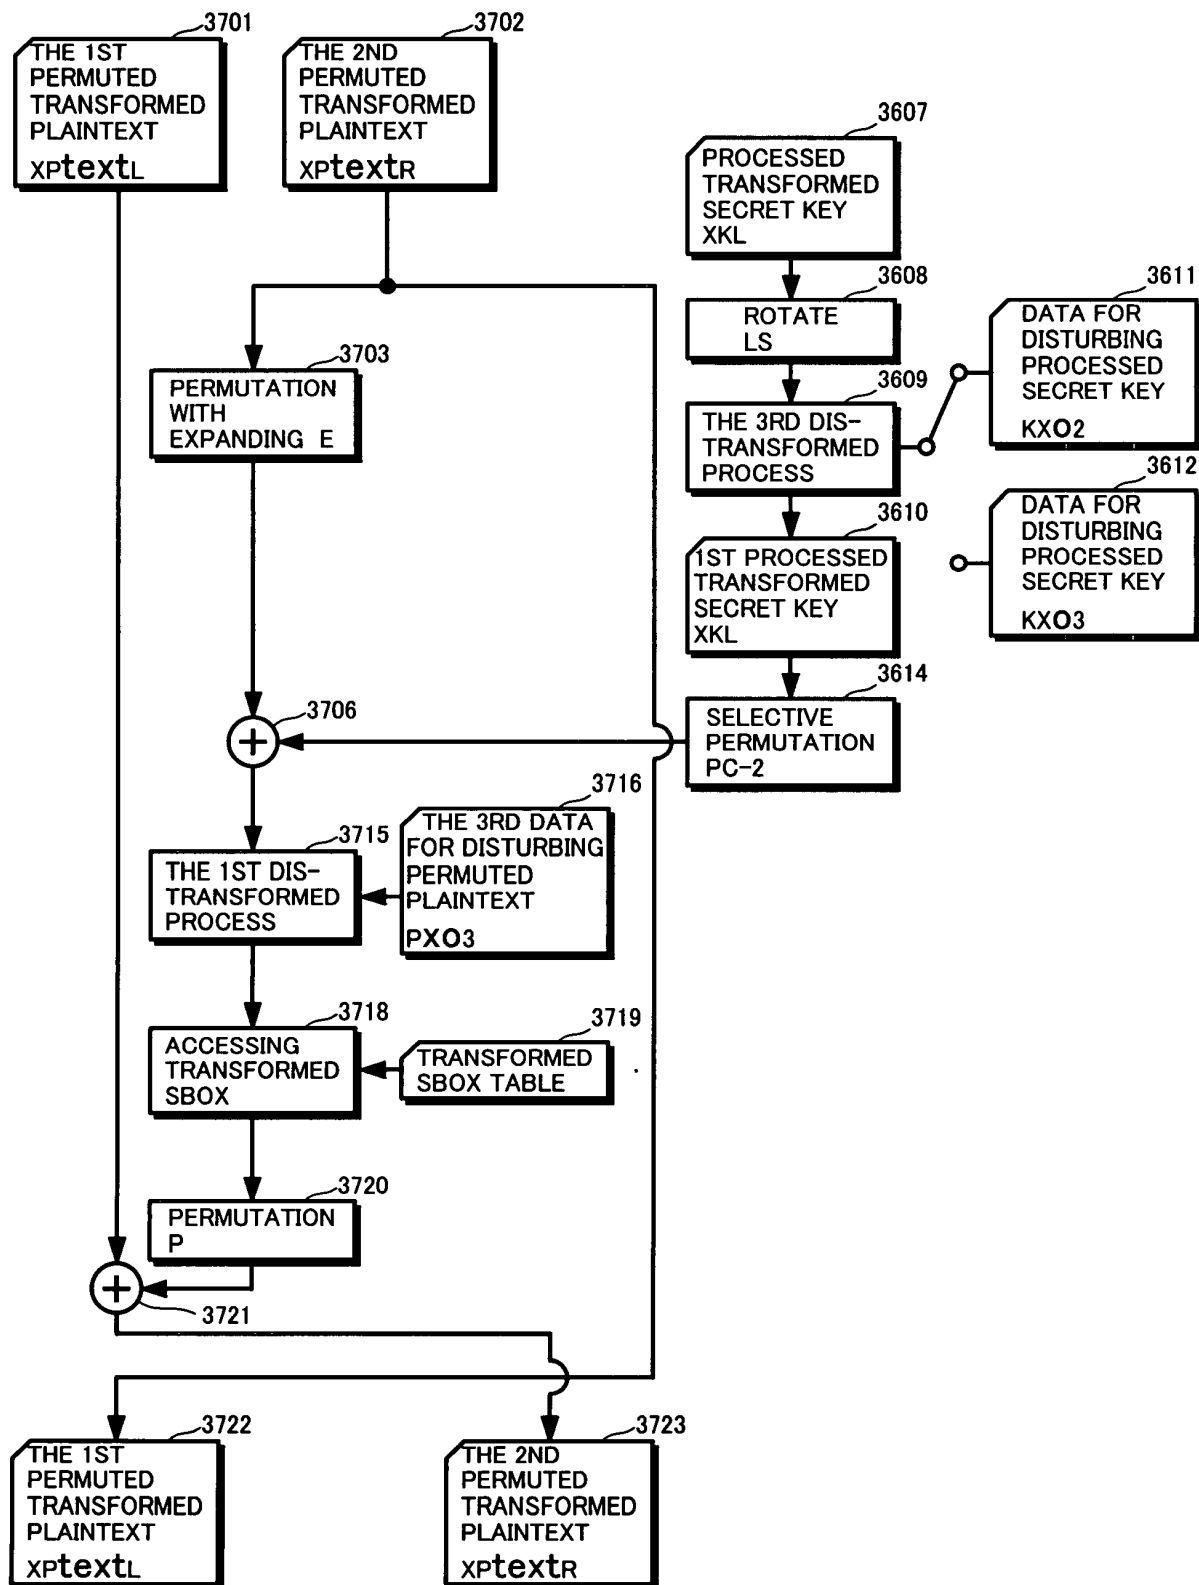 3701
THE 1ST
PERMUTED
TRANSFORMED
PLAINTEXT
XPtextL
3702
THE 2ND
PERMUTED
TRANSFORMED
PLAINTEXT
XPtextR
3607
PROCESSED
TRANSFORMED
SECRET KEY
XKL
3608
ROTATE
LS
3611
DATA FOR
DISTURBING
PROCESSED
SECRET KEY
KXO2
3703
PERMUTATION
WITH
EXPANDING E
3609
THE 3RD DIS-
TRANSFORMED
PROCESS
3612
DATA FOR
DISTURBING
PROCESSED
SECRET KEY
KXO3
3610
1ST PROCESSED
TRANSFORMED
SECRET KEY
XKL
3614
SELECTIVE
PERMUTATION
PC-2
3706
+
3716
THE 3RD DATA
FOR DISTURBING
PERMUTED
PLAINTEXT
PXO3
3715
THE 1ST DIS-
TRANSFORMED
PROCESS
3718
ACCESSING
TRANSFORMED
SBOX
3719
TRANSFORMED
SBOX TABLE
3720
PERMUTATION
P
+
3721
3722
THE 1ST
PERMUTED
TRANSFORMED
PLAINTEXT
XPtextL
3723
THE 2ND
PERMUTED
TRANSFORMED
PLAINTEXT
XPtextR